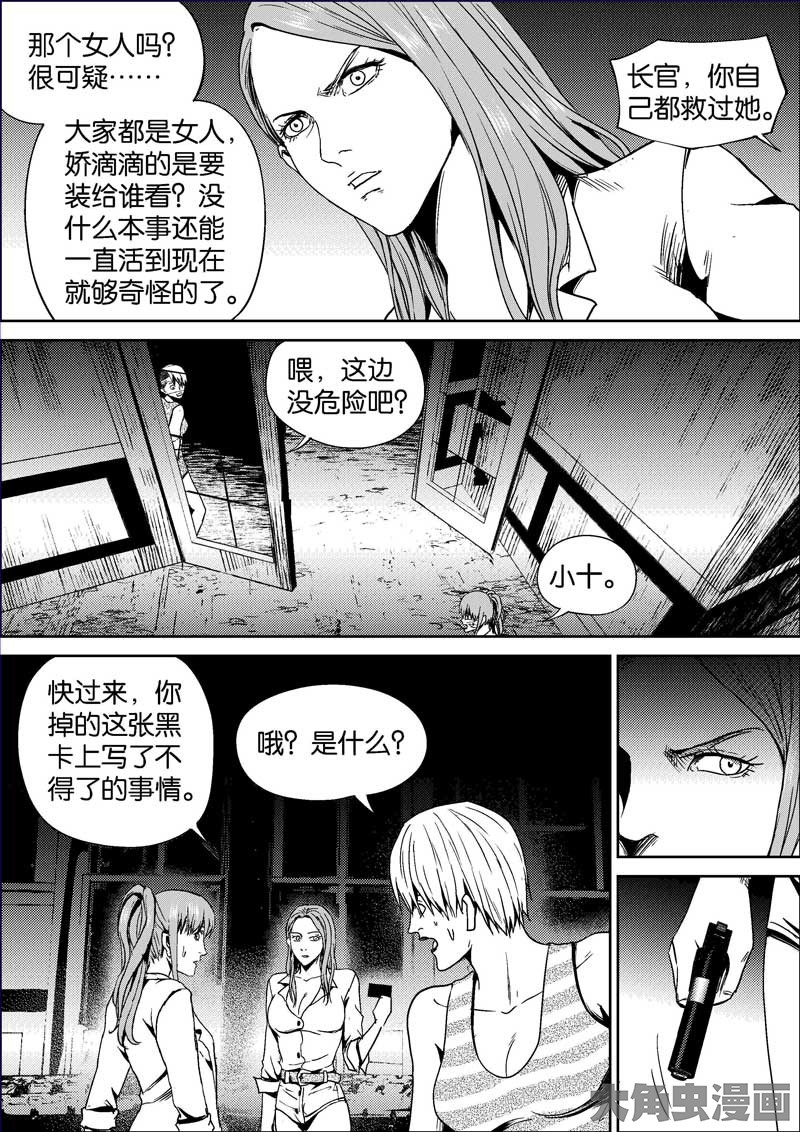 那个女人吗？
很可疑……
大家都是女人，
娇滴滴的是要
装给谁看？没
什么本事还能
一直活到现在
就够奇怪的了。
长官，你自
己都救过她。
喂，这边
没危险吧？
小十。
快过来，你
掉的这张黑
卡上写了不
得了的事情。
哦？是什么？
大角虫漫画